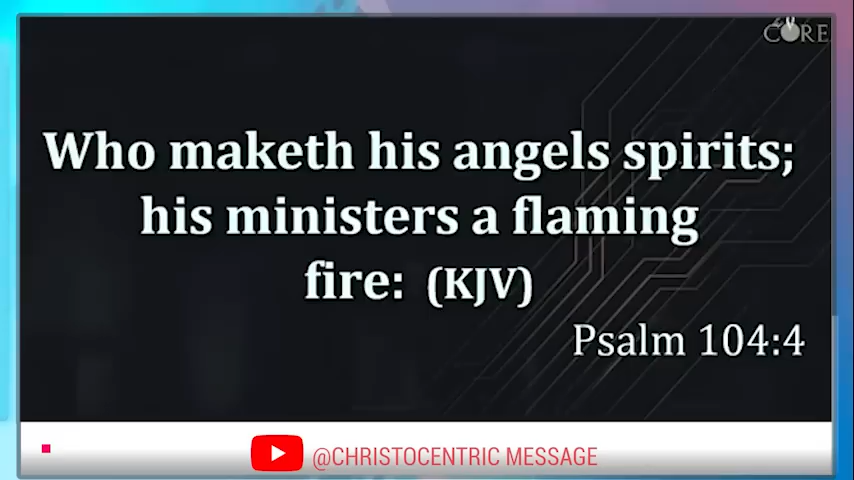 CORE
Who maketh his angels spirits;
his ministers a flaming
fire: (KJV)
Psalm 104:4
@CHRISTOCENTRIC MESSAGE